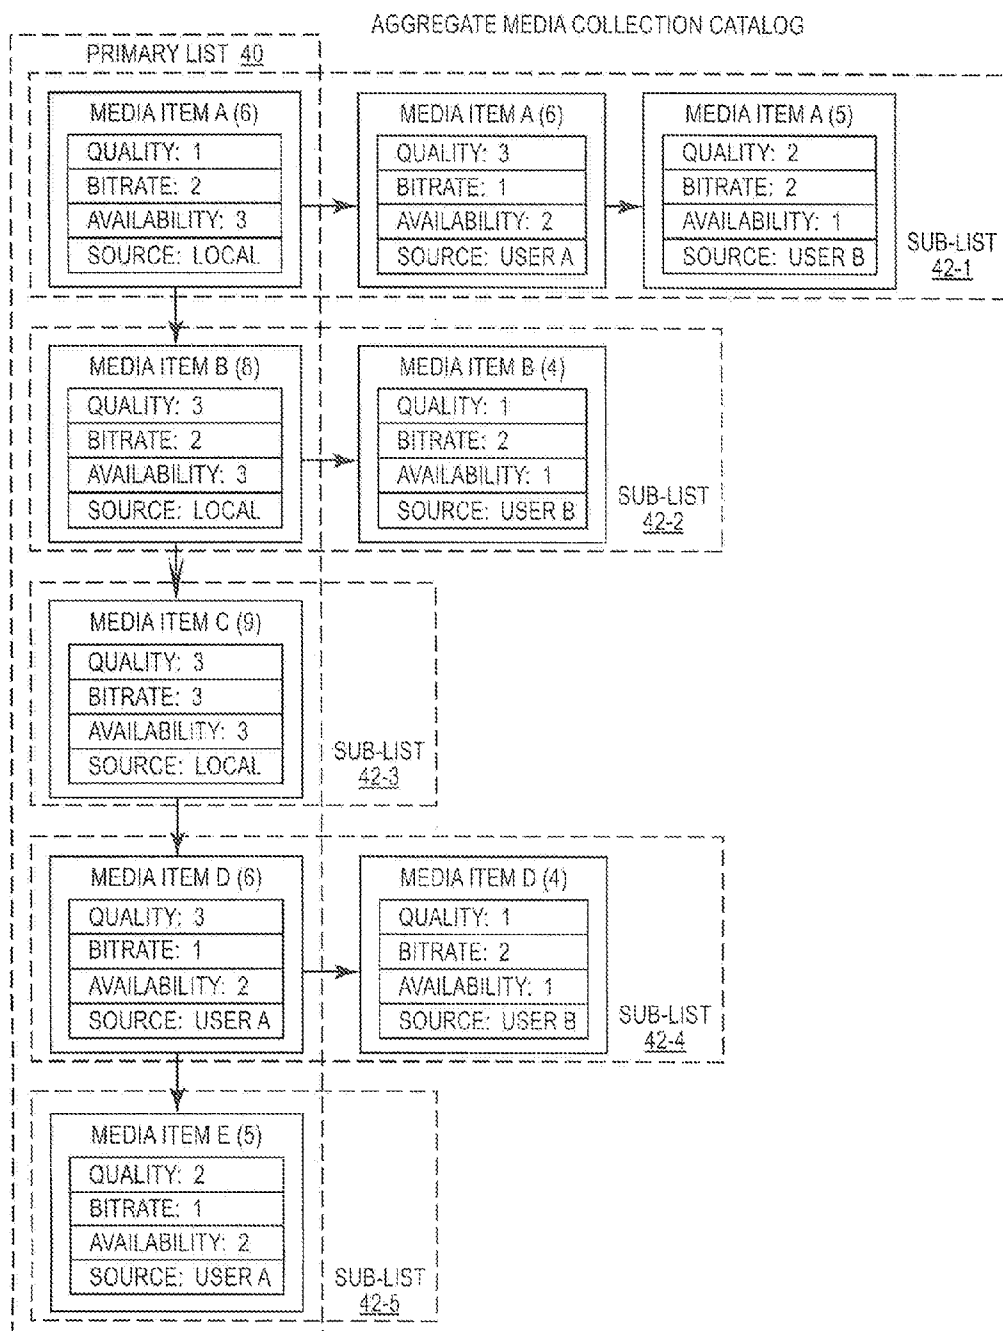 AGGREGATE MEDIA COLLECTION CATALOG
PRIMARY LIST 40
MEDIA ITEM A (6)
QUALITY: 1
BITRATE: 2
AVAILABILITY: 3
SOURCE: LOCAL
MEDIA ITEM A (6)
QUALITY: 3
BITRATE: 1
AVAILABILITY: 2
SOURCE: USER A
MEDIA ITEM A (5)
QUALITY: 2
BITRATE: 2
AVAILABILITY: 1
SOURCE: USER B
SUB-LIST
42-1
MEDIA ITEM B (8)
QUALITY: 3
BITRATE: 2
AVAILABILITY: 3
SOURCE: LOCAL
MEDIA ITEM B (4)
QUALITY: 1
BITRATE: 2
AVAILABILITY: 1
SOURCE: USER B
SUB-LIST
42-2
MEDIA ITEM C (9)
QUALITY: 3
BITRATE: 3
AVAILABILITY: 3
SOURCE: LOCAL
SUB-LIST
42-3
MEDIA ITEM D (6)
QUALITY: 3
BITRATE: 1
AVAILABILITY: 2
SOURCE: USER A
MEDIA ITEM D (4)
QUALITY: 1
BITRATE: 2
AVAILABILITY: 1
SOURCE: USER B
SUB-LIST
42-4
MEDIA ITEM E (5)
QUALITY: 2
BITRATE: 1
AVAILABILITY: 2
SOURCE: USER A
SUB-LIST
42-5